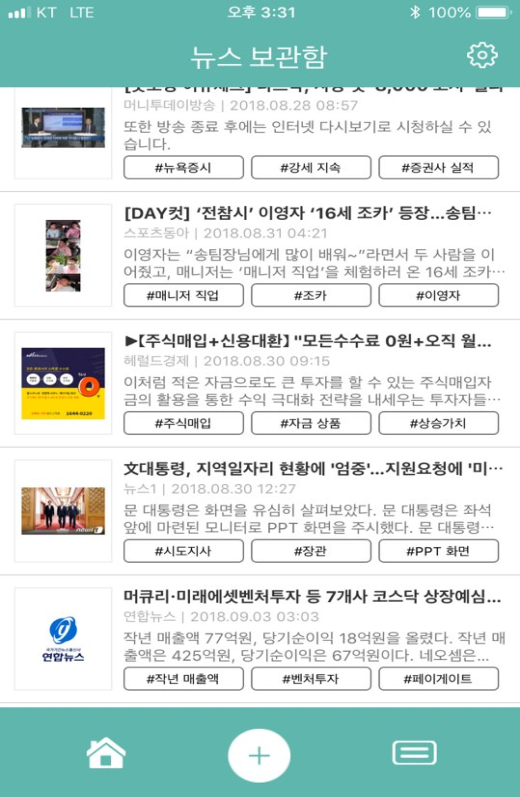 KT LTE
오후 3:31
100%
뉴스 보관함
머니투데이방송 | 2018.08.28 08:57
또한 방송 종료 후에는 인터넷 다시보기로 시청하실 수 있
습니다.
#뉴욕증시
#강세 지속
#증권사 실적
[DAY컷] ‘전참시’ 이영자 ‘16세 조카’ 등장...송팀…
스포츠동아 | 2018.08.31 04:21
이영자는 “송팀장님에게 많이 배워~”라면서 두 사람을 이
어줬고, 매니저는 ‘매니저 직업’을 체험하러 온 16세 조카…
#매니저 직업
#조카
#이영자
▶【주식매입+신용대환】"모든수수료 0원+오직 월...
헤럴드경제 | 2018.08.30 09:15
이처럼 적은 자금으로도 큰 투자를 할 수 있는 주식매입자
금의 활용을 통한 수익 극대화 전략을 내세우는 투자자들…
#주식매입
#자금 상품
#상승가치
文대통령, 지역일자리 현황에 '엄중'...지원요청에 '미…
뉴스1 | 2018.08.30 12:27
문 대통령은 화면을 유심히 살펴보았다. 문 대통령은 좌석
앞에 마련된 모니터로 PPT 화면을 주시했다. 문 대통령…
#시도지사
#장관
#PPT 화면
머큐리·미래에셋벤처투자 등 7개사 코스닥 상장예심...
연합뉴스
연합뉴스 | 2018.09.03 03:03
작년 매출액 77억원, 당기순이익 18억원을 올렸다. 작년 매
출액은 425억원, 당기순이익은 67억원이다. 네오셈은...
#작년 매출액
#벤처투자
#페이게이트